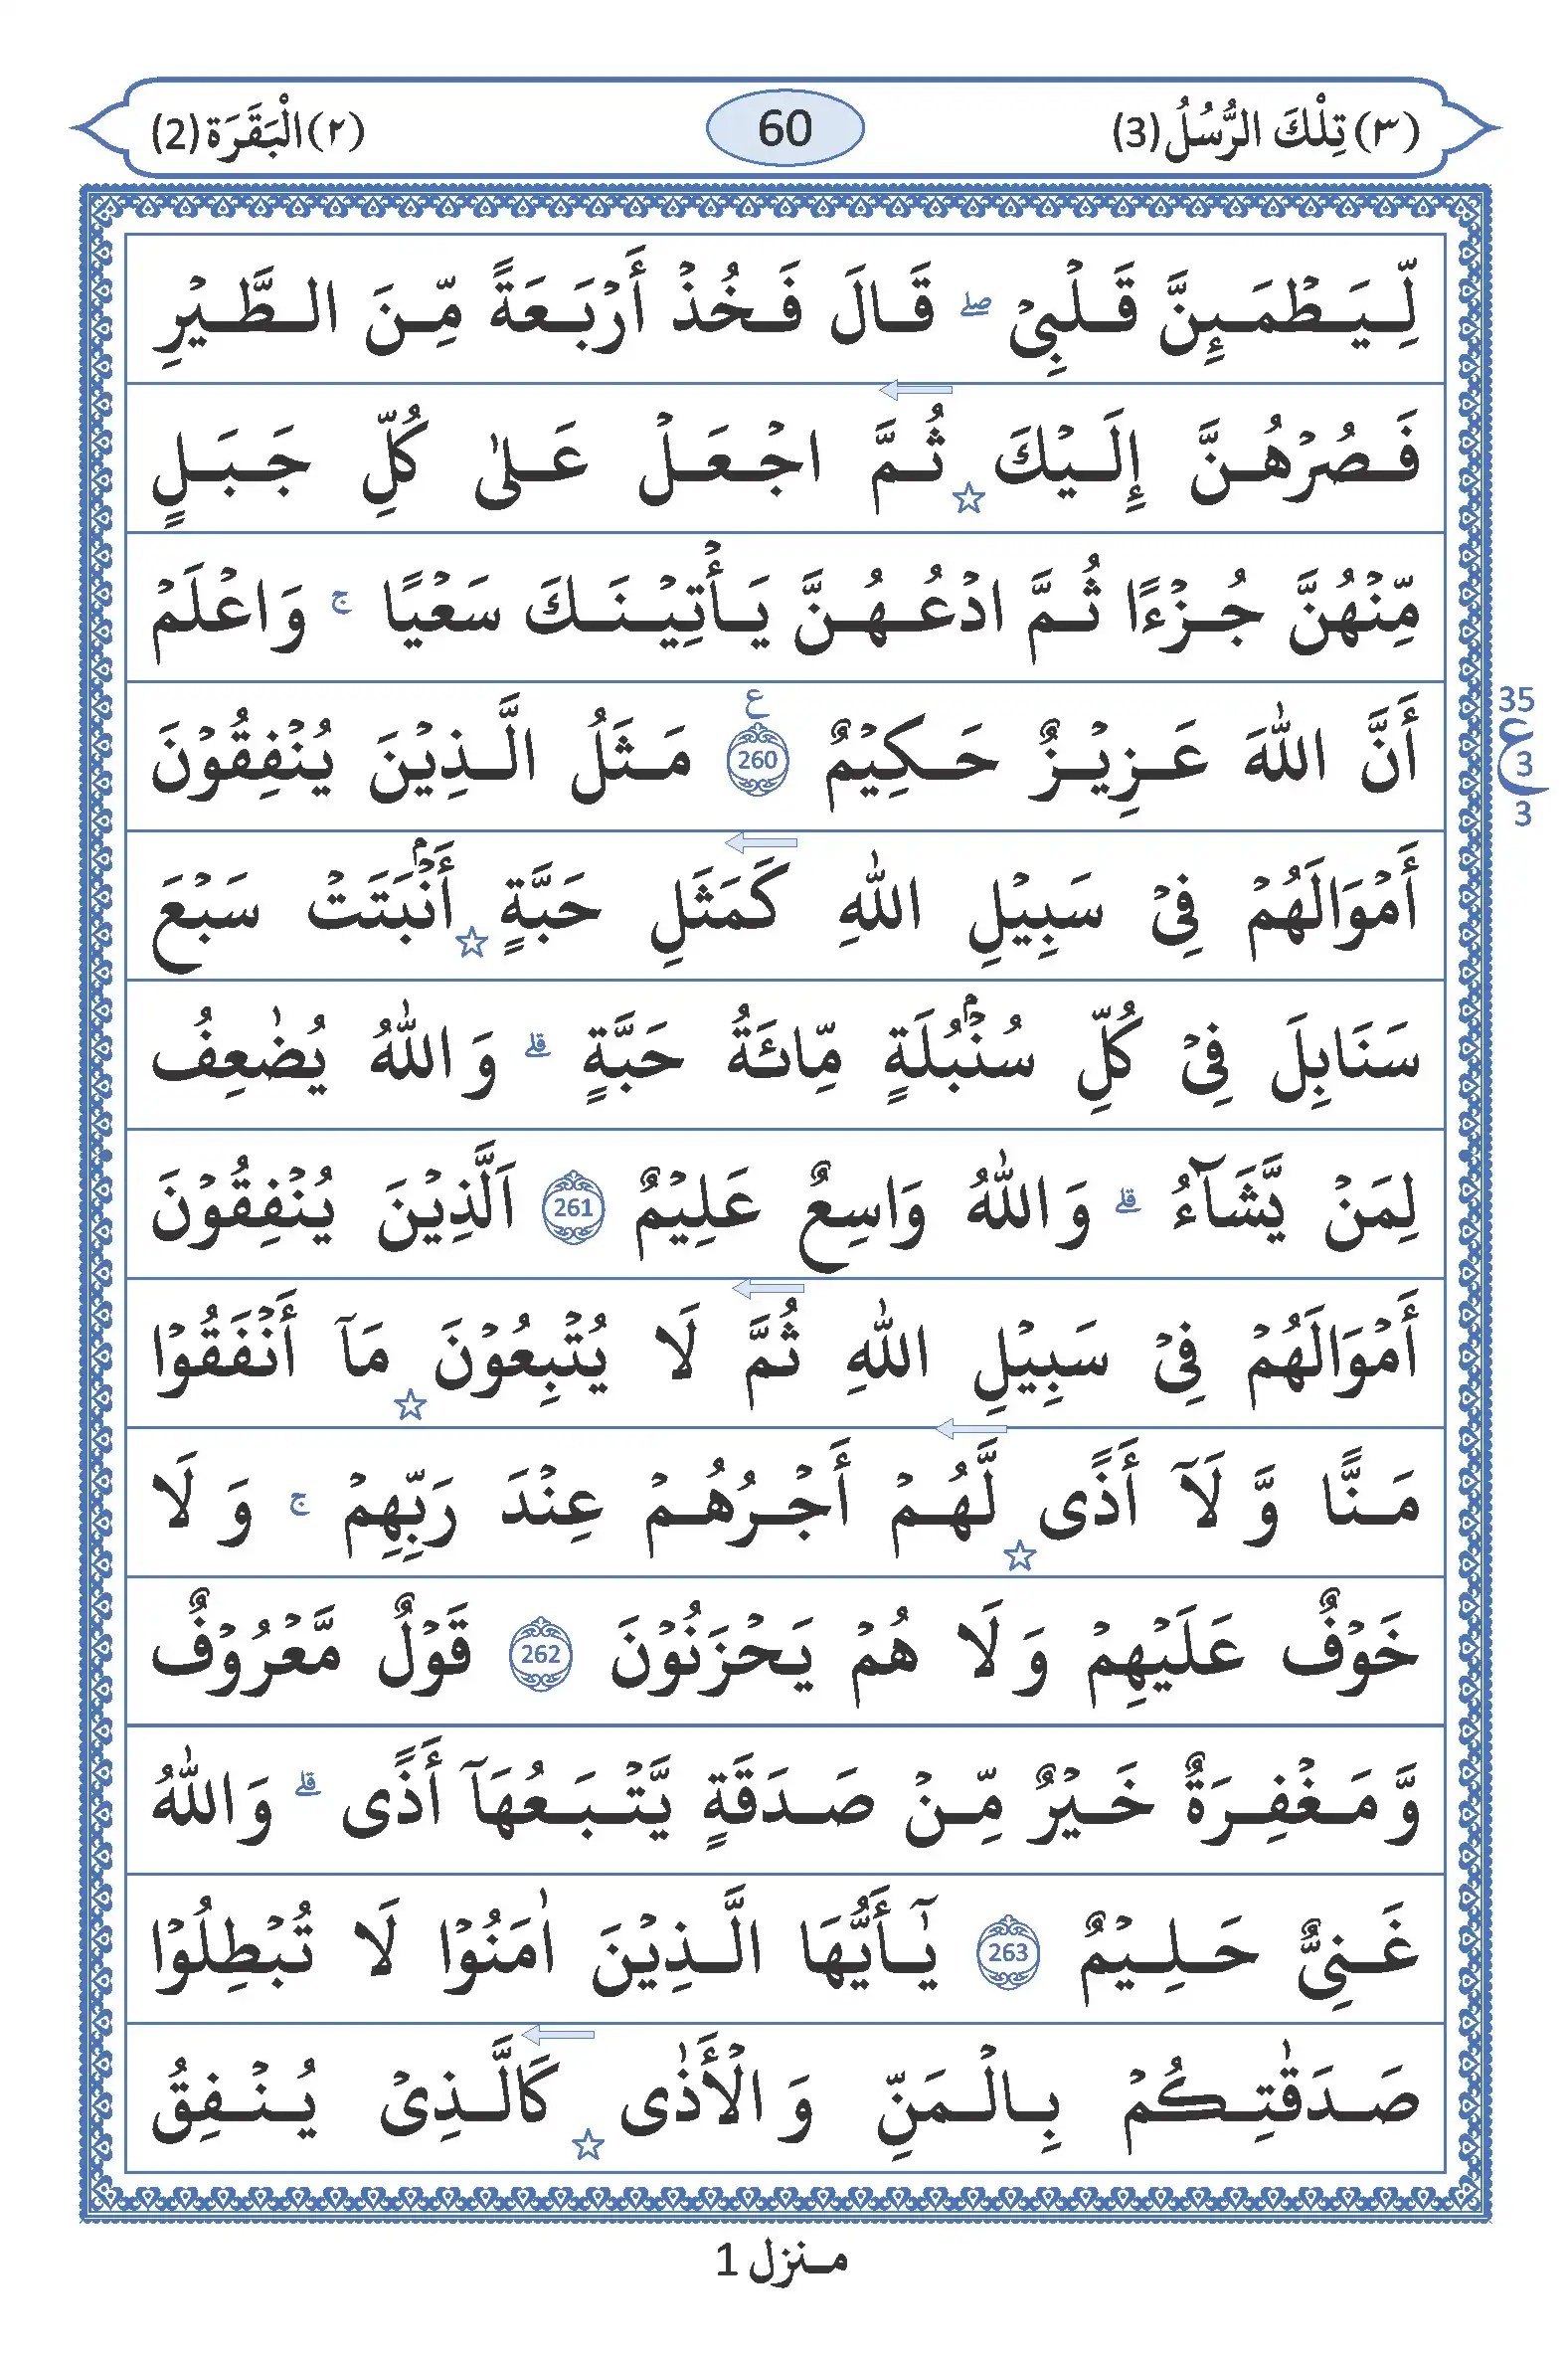 (٣) تِلْكَ الرُّسُلُ (3) 60 (٢) الْبَقَرَة (2)
لِّيَطْمَئِنَّ قَلْبِيْ ۖ قَالَ فَخُذْ أَرْبَعَةً مِّنَ الطَّيْرِ
فَصُرْهُنَّ إِلَيْكَ ☆ ثُمَّ اجْعَلْ عَلٰى كُلِّ جَبَلٍ
مِّنْهُنَّ جُزْءًا ثُمَّ ادْعُهُنَّ يَأْتِيْنَكَ سَعْيًا ۚ وَاعْلَمْ
أَنَّ اللّٰهَ عَزِيْزٌ حَكِيْمٌ ع 260 مَثَلُ الَّذِيْنَ يُنْفِقُوْنَ
35
ع 3
3
أَمْوَالَهُمْ فِيْ سَبِيْلِ اللّٰهِ كَمَثَلِ حَبَّةٍ ☆ أَنْۢبَتَتْ سَبْعَ
سَنَابِلَ فِيْ كُلِّ سُنْۢبُلَةٍ مِّائَةُ حَبَّةٍ ۗ وَاللّٰهُ يُضٰعِفُ
لِمَنْ يَّشَآءُ ۗ وَاللّٰهُ وَاسِعٌ عَلِيْمٌ 261 اَلَّذِيْنَ يُنْفِقُوْنَ
أَمْوَالَهُمْ فِيْ سَبِيْلِ اللّٰهِ ثُمَّ لَا يُتْبِعُوْنَ ☆ مَآ أَنْفَقُوْا
مَنًّا وَّلَآ أَذًى ☆ لَّهُمْ أَجْرُهُمْ عِنْدَ رَبِّهِمْ ۚ وَلَا
خَوْفٌ عَلَيْهِمْ وَلَا هُمْ يَحْزَنُوْنَ 262 قَوْلٌ مَّعْرُوْفٌ
وَّمَغْفِرَةٌ خَيْرٌ مِّنْ صَدَقَةٍ يَّتْبَعُهَآ أَذًى ۗ وَاللّٰهُ
غَنِيٌّ حَلِيْمٌ 263 يٰٓأَيُّهَا الَّذِيْنَ اٰمَنُوْا لَا تُبْطِلُوْا
صَدَقٰتِكُمْ بِالْمَنِّ وَالْأَذٰى ☆ كَالَّذِيْ يُنْفِقُ
مـنزل 1